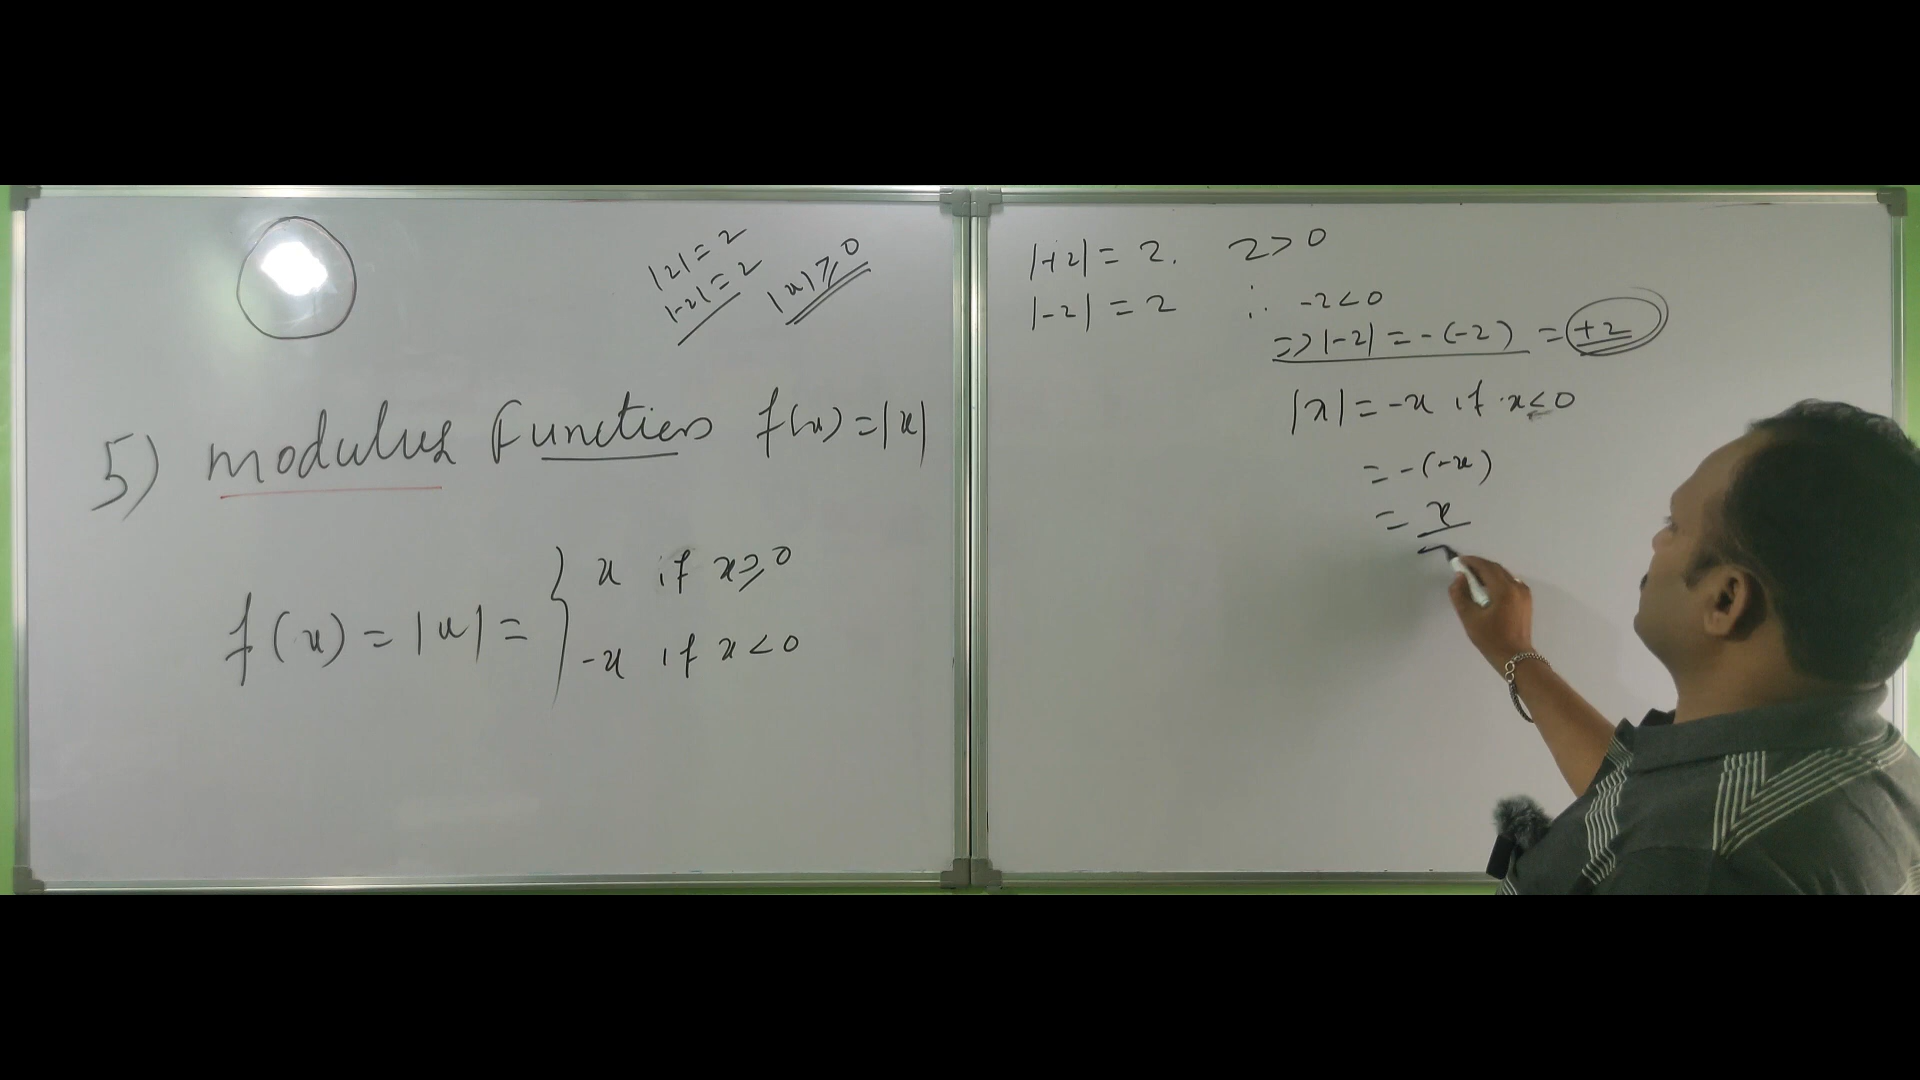 |2| = 2
|-2| = 2
|x| ≥ 0
5) modulus Function f(x) = |x|
f(x) = |x| = { x if x ≥ 0
-x if x < 0
|+2| = 2. 2 > 0
|-2| = 2 ∴ -2 < 0
=> |-2| = -(-2) = +2
|x| = -x if x < 0
= -(-x)
= x